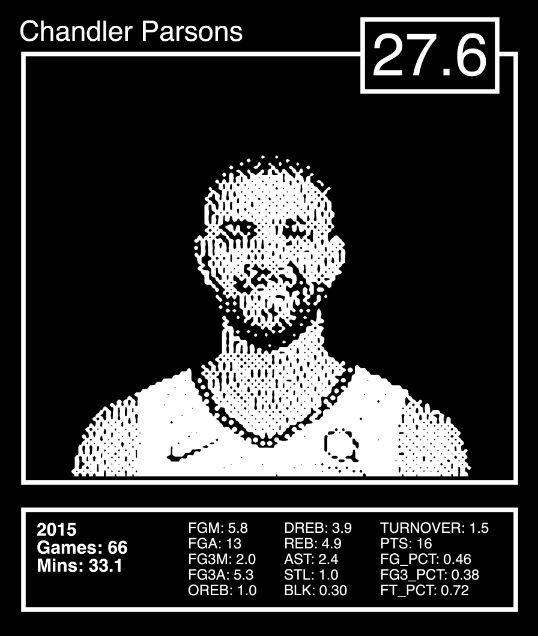 Chandler Parsons
27.6
2015
Games: 66
Mins: 33.1
FGM: 5.8
FGA: 13
FG3M: 2.0
FG3A: 5.3
OREB: 1.0
DREB: 3.9
REB: 4.9
AST: 2.4
STL: 1.0
BLK: 0.30
TURNOVER: 1.5
PTS: 16
FG_PCT: 0.46
FG3_PCT: 0.38
FT_PCT: 0.72